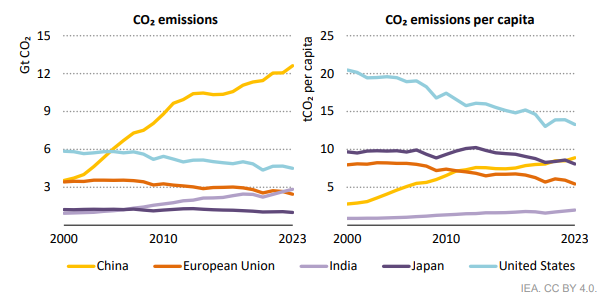 CO₂ emissions
Gt CO₂
15
12
9
6
3
2000 2010 2023
CO₂ emissions per capita
tCO₂ per capita
25
20
15
10
5
2000 2010 2023
China European Union India Japan United States
IEA. CC BY 4.0.